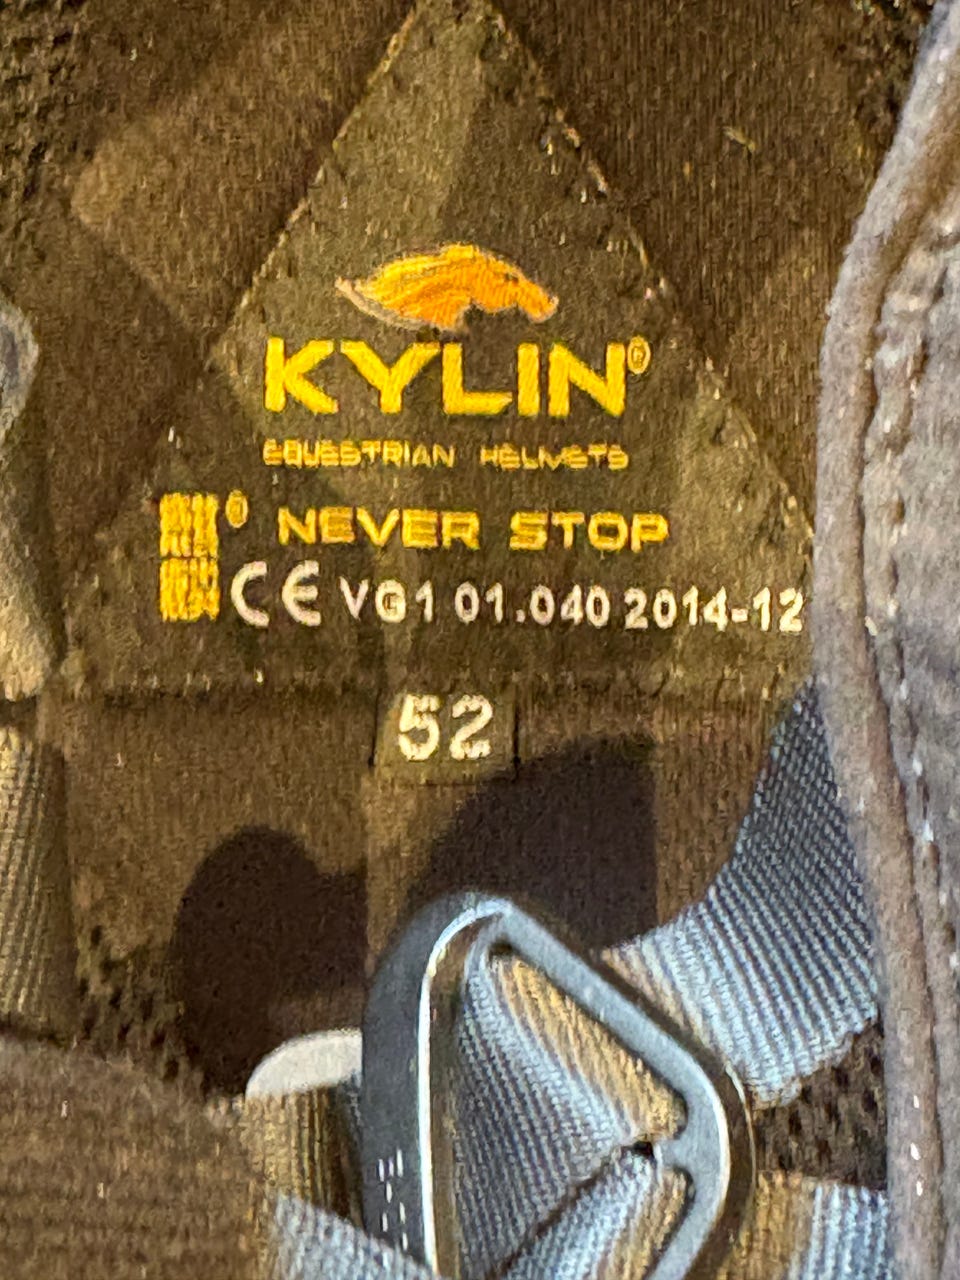 KYLIN®
EQUESTRIAN HELMETS
® NEVER STOP
CE VG1 01.040 2014-12
52